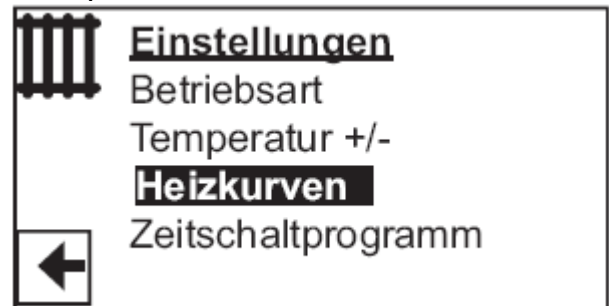 Einstellungen
Betriebsart
Temperatur +/-
Heizkurven
Zeitschaltprogramm